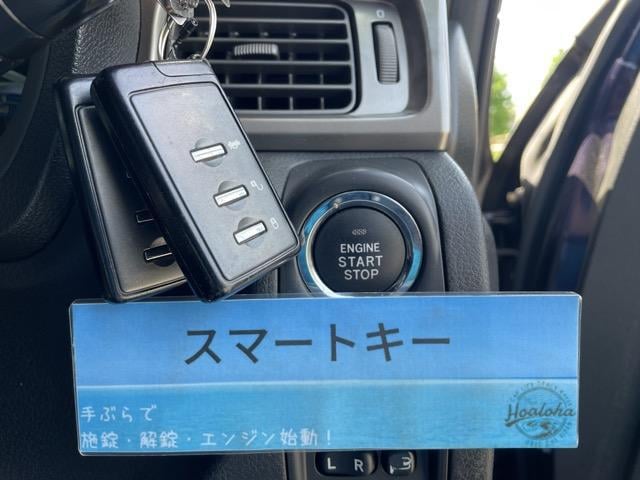 ENGINE
START
STOP
スマートキー
手ぶらで
施錠・解錠・エンジン始動！
Hoaloha
L R